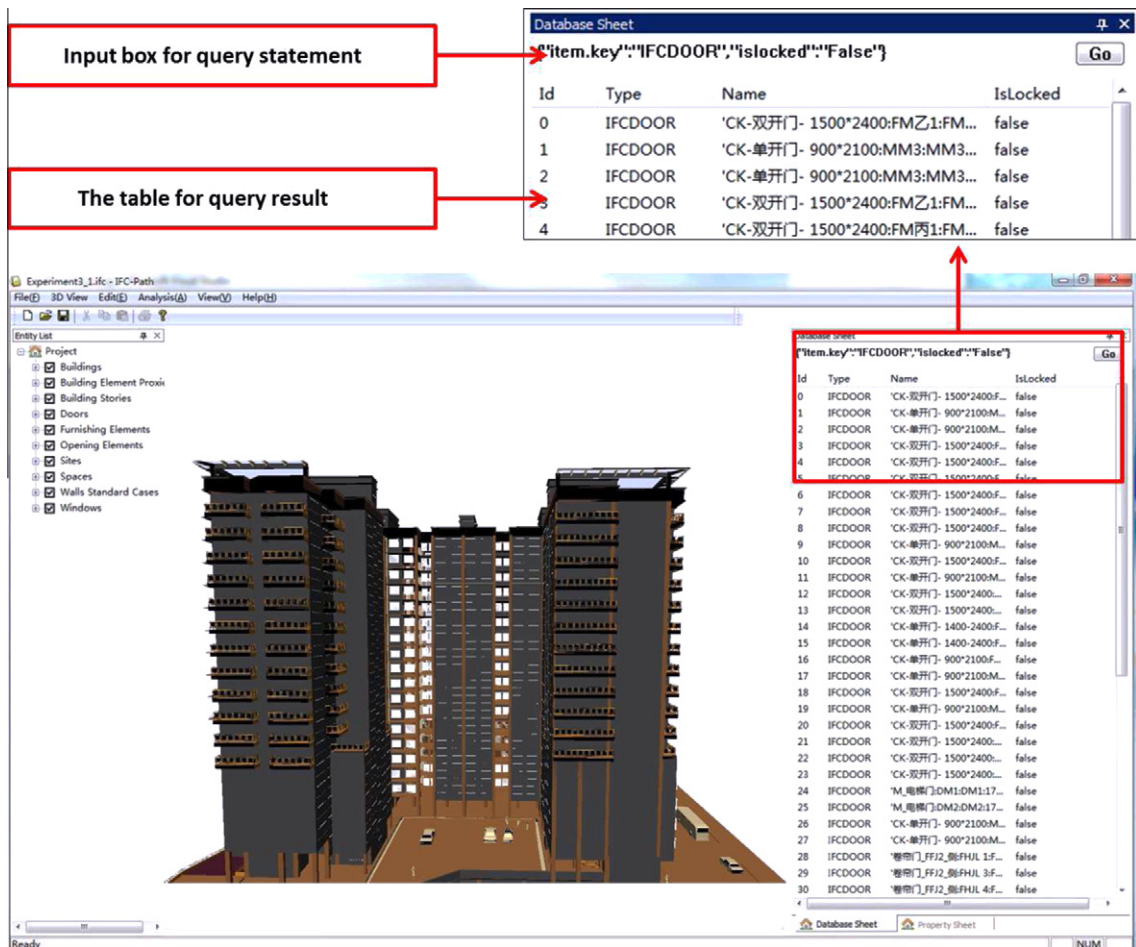 Input box for query statement
The table for query result
Database Sheet
{"item.key":"IFCDOOR","islocked":"False"}
Go
Id Type Name IsLocked
0 IFCDOOR 'CK-双开门- 1500*2400:FM乙1:FM... false
1 IFCDOOR 'CK-单开门- 900*2100:MM3:MM3... false
2 IFCDOOR 'CK-单开门- 900*2100:MM3:MM3... false
3 IFCDOOR 'CK-双开门- 1500*2400:FM乙1:FM... false
4 IFCDOOR 'CK-双开门- 1500*2400:FM丙1:FM... false
Experiment3_1.ifc - IFC-Path
File(F) 3D View Edit(E) Analysis(A) View(V) Help(H)
Entity List
Project
Buildings
Building Element Proxie
Building Stories
Doors
Furnishing Elements
Opening Elements
Sites
Spaces
Walls Standard Cases
Windows
Database Sheet
{"item.key":"IFCDOOR","islocked":"False"}
Go
Id Type Name IsLocked
0 IFCDOOR 'CK-双开门- 1500*2400:F... false
1 IFCDOOR 'CK-单开门- 900*2100:M... false
2 IFCDOOR 'CK-单开门- 900*2100:M... false
3 IFCDOOR 'CK-双开门- 1500*2400:F... false
4 IFCDOOR 'CK-双开门- 1500*2400:F... false
5 IFCDOOR 'CK-双开门- 1500*2400:F... false
6 IFCDOOR 'CK-双开门- 1500*2400:F... false
7 IFCDOOR 'CK-双开门- 1500*2400:F... false
8 IFCDOOR 'CK-双开门- 1500*2400:F... false
9 IFCDOOR 'CK-单开门- 900*2100:M... false
10 IFCDOOR 'CK-双开门- 1500*2400:F... false
11 IFCDOOR 'CK-单开门- 900*2100:M... false
12 IFCDOOR 'CK-双开门- 1500*2400:... false
13 IFCDOOR 'CK-双开门- 1500*2400:... false
14 IFCDOOR 'CK-单开门- 1400-2400:F... false
15 IFCDOOR 'CK-单开门- 1400-2400:F... false
16 IFCDOOR 'CK-单开门- 900*2100:F... false
17 IFCDOOR 'CK-单开门- 900*2100:M... false
18 IFCDOOR 'CK-双开门- 1500*2400:F... false
19 IFCDOOR 'CK-单开门- 900*2100:M... false
20 IFCDOOR 'CK-双开门- 1500*2400:F... false
21 IFCDOOR 'CK-双开门- 1500*2400:... false
22 IFCDOOR 'CK-双开门- 1500*2400:... false
23 IFCDOOR 'CK-双开门- 1500*2400:... false
24 IFCDOOR 'M_电梯门:DM1:DM1:17... false
25 IFCDOOR 'M_电梯门:DM2:DM2:17... false
26 IFCDOOR 'CK-单开门- 900*2100:M... false
27 IFCDOOR 'CK-单开门- 900*2100:M... false
28 IFCDOOR '卷帘门_FFJ2_侧:FHJL 1:F... false
29 IFCDOOR '卷帘门_FFJ2_侧:FHJL 3:F... false
30 IFCDOOR '卷帘门_FFJ2_侧:FHJL 4:F... false
Database Sheet Property Sheet
Ready NUM